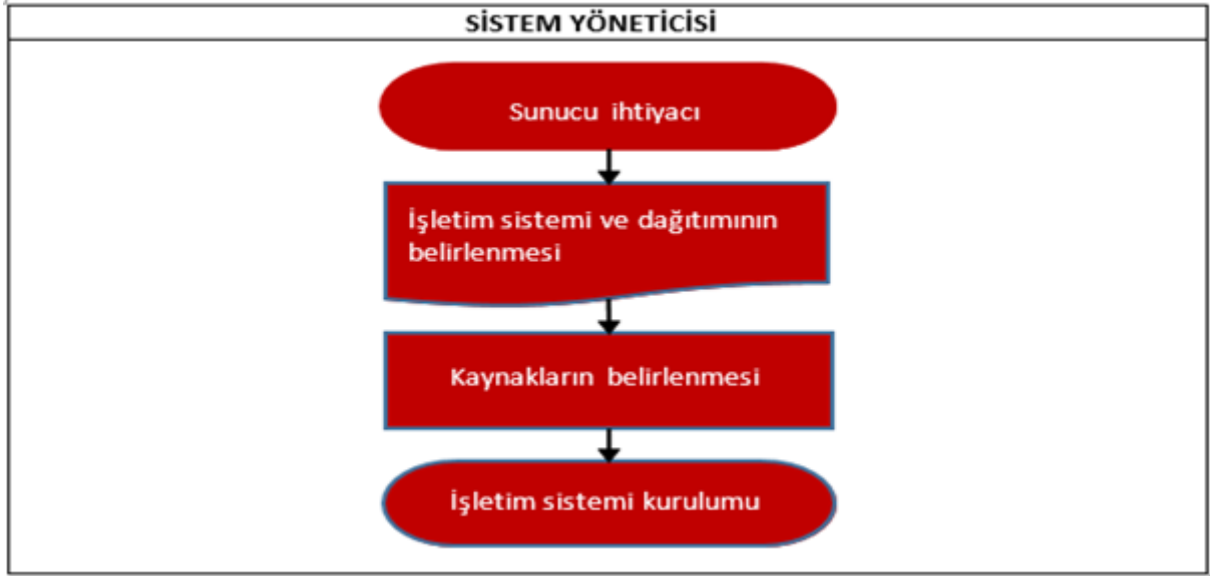 SİSTEM YÖNETİCİSİ
Sunucu ihtiyacı
İşletim sistemi ve dağıtımının
belirlenmesi
Kaynakların belirlenmesi
İşletim sistemi kurulumu